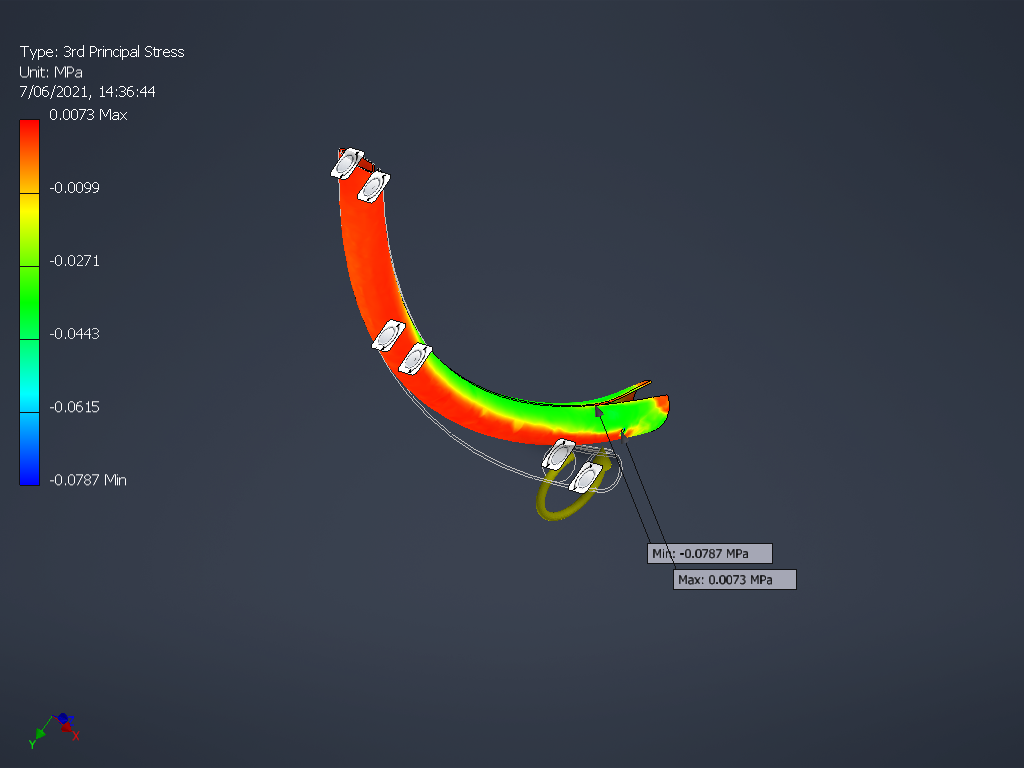 Type: 3rd Principal Stress
Unit: MPa
7/06/2021, 14:36:44
0.0073 Max
-0.0099
-0.0271
-0.0443
-0.0615
-0.0787 Min
Min: -0.0787 MPa
Max: 0.0073 MPa
Z
X
Y